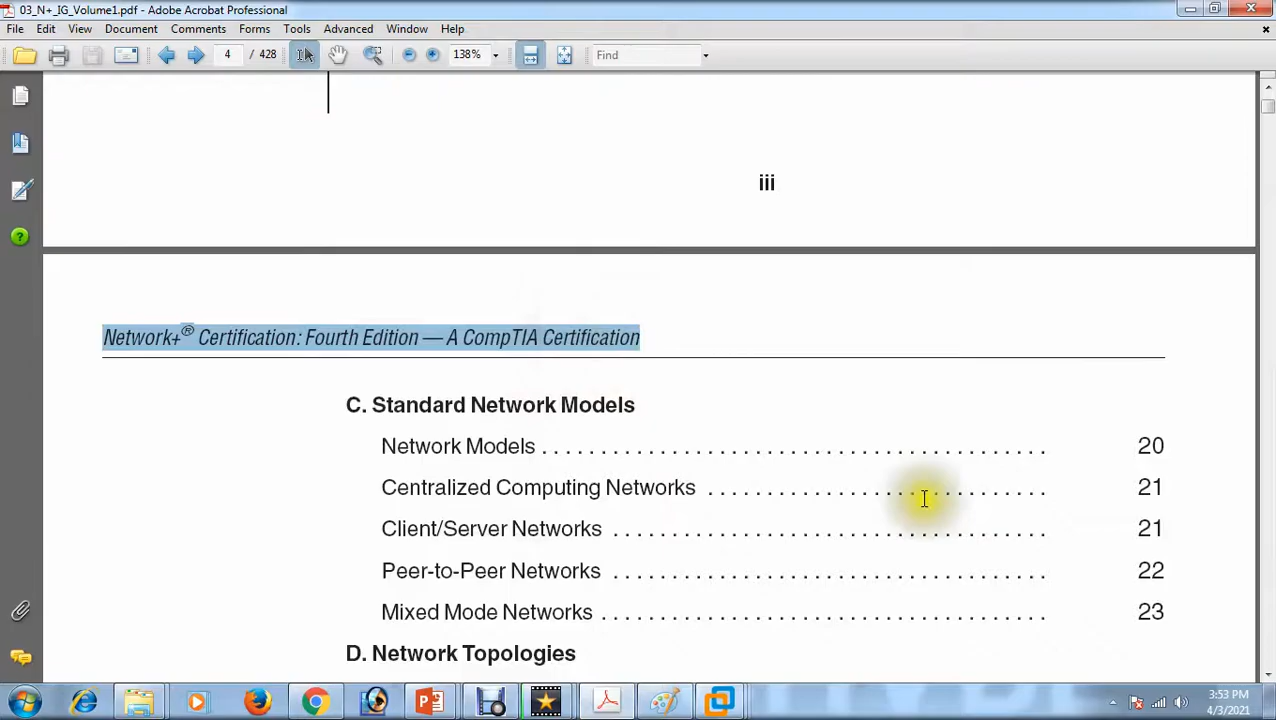 03_N+_IG_Volume1.pdf - Adobe Acrobat Professional
File Edit View Document Comments Forms Tools Advanced Window Help
4 / 428 138% Find
iii
Network+® Certification: Fourth Edition — A CompTIA Certification
C. Standard Network Models
Network Models . . . . . . . . . . . . . . . . . . . . . . . . . . . . . . . . . . . . . . . . . . . 20
Centralized Computing Networks . . . . . . . . . . . . . . . . . . . . . . . . . . . . . 21
Client/Server Networks . . . . . . . . . . . . . . . . . . . . . . . . . . . . . . . . . . . . . 21
Peer-to-Peer Networks . . . . . . . . . . . . . . . . . . . . . . . . . . . . . . . . . . . . . 22
Mixed Mode Networks . . . . . . . . . . . . . . . . . . . . . . . . . . . . . . . . . . . . . . 23
D. Network Topologies
3:53 PM
4/3/2021